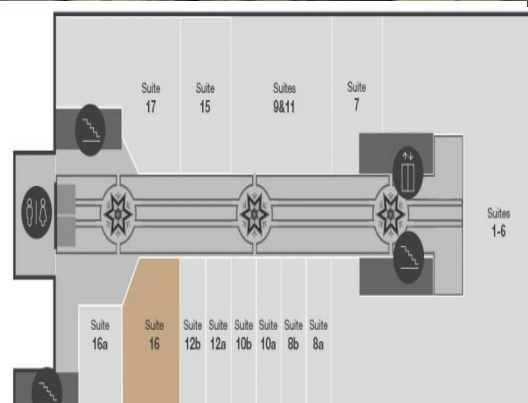 Suite
17
Suite
15
Suites
9&11
Suite
7
Suites
1-6
Suite
16a
Suite
16
Suite
12b
Suite
12a
Suite
10b
Suite
10a
Suite
8b
Suite
8a